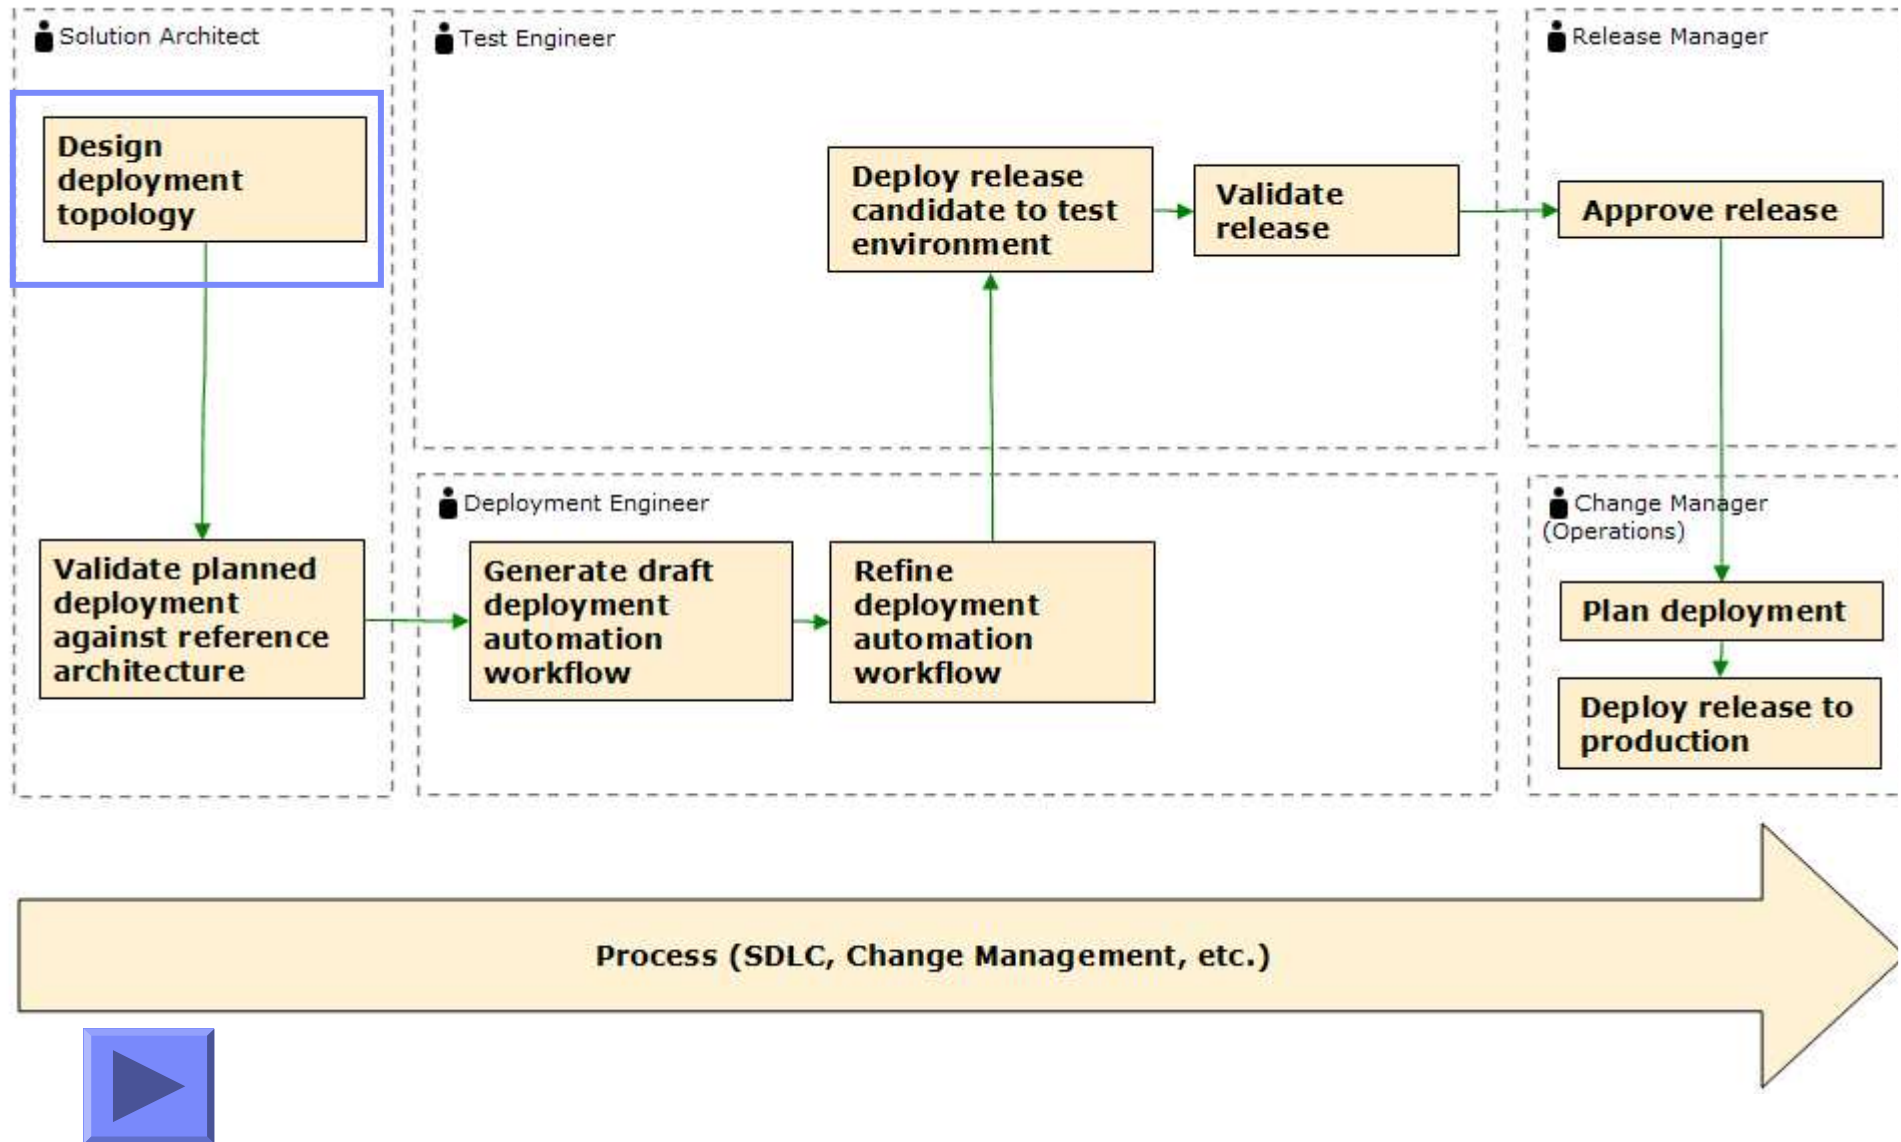 Solution Architect
Design
deployment
topology
Validate planned
deployment
against reference
architecture
Test Engineer
Deploy release
candidate to test
environment
Validate
release
Deployment Engineer
Generate draft
deployment
automation
workflow
Refine
deployment
automation
workflow
Release Manager
Approve release
Change Manager
(Operations)
Plan deployment
Deploy release to
production
Process (SDLC, Change Management, etc.)